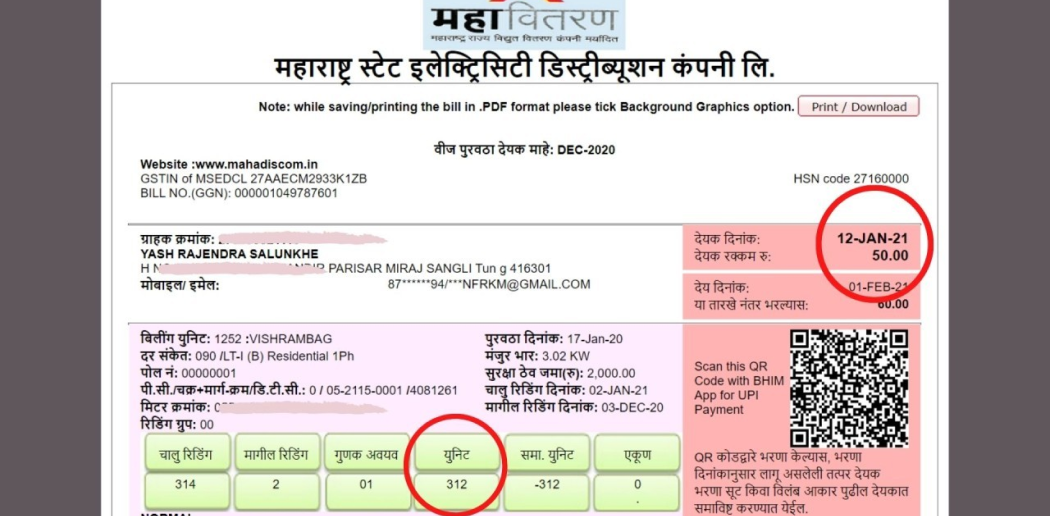 महावितरण
महाराष्ट्र राज्य विद्युत वितरण कंपनी मर्यादित
महाराष्ट्र स्टेट इलेक्ट्रिसिटी डिस्ट्रीब्यूशन कंपनी लि.
Note: while saving/printing the bill in .PDF format please tick Background Graphics option. Print / Download
वीज पुरवठा देयक माहे: DEC-2020
Website :www.mahadiscom.in
GSTIN of MSEDCL 27AAECM2933K1ZB HSN code 27160000
BILL NO.(GGN): 000001049787601
ग्राहक क्रमांक: देयक दिनांक: 12-JAN-21
YASH RAJENDRA SALUNKHE देयक रक्कम रु: 50.00
H PARISAR MIRAJ SANGLI Tun g 416301
मोबाइल/ इमेल: 87******94/***NFRKM@GMAIL.COM देय दिनांक: 01-FEB-21
या तारखे नंतर भरल्यास: 60.00
बिलींग युनिट: 1252 :VISHRAMBAG पुरवठा दिनांक: 17-Jan-20
दर संकेत: 090 /LT-I (B) Residential 1Ph मंजुर भार: 3.02 KW
पोल नं: 00000001 सुरक्षा ठेव जमा(रु): 2,000.00
पी.सी./चक्र+मार्ग-क्रम/डि.टी.सी.: 0 / 05-2115-0001 /4081261 चालु रिडिंग दिनांक: 02-JAN-21
मिटर क्रमांक: मागील रिडिंग दिनांक: 03-DEC-20
रिडिंग ग्रुप: 00
Scan this QR
Code with BHIM
App for UPI
Payment
चालु रिडिंग मागील रिडिंग गुणक अवयव युनिट समा. युनिट एकूण
314 2 01 312 -312 0
QR कोडद्वारे भरणा केल्यास, भरणा
दिनांकानुसार लागू असलेली तत्पर देयक
भरणा सूट किंवा विलंब आकार पुढील देयकात
समाविष्ट करण्यात येईल.